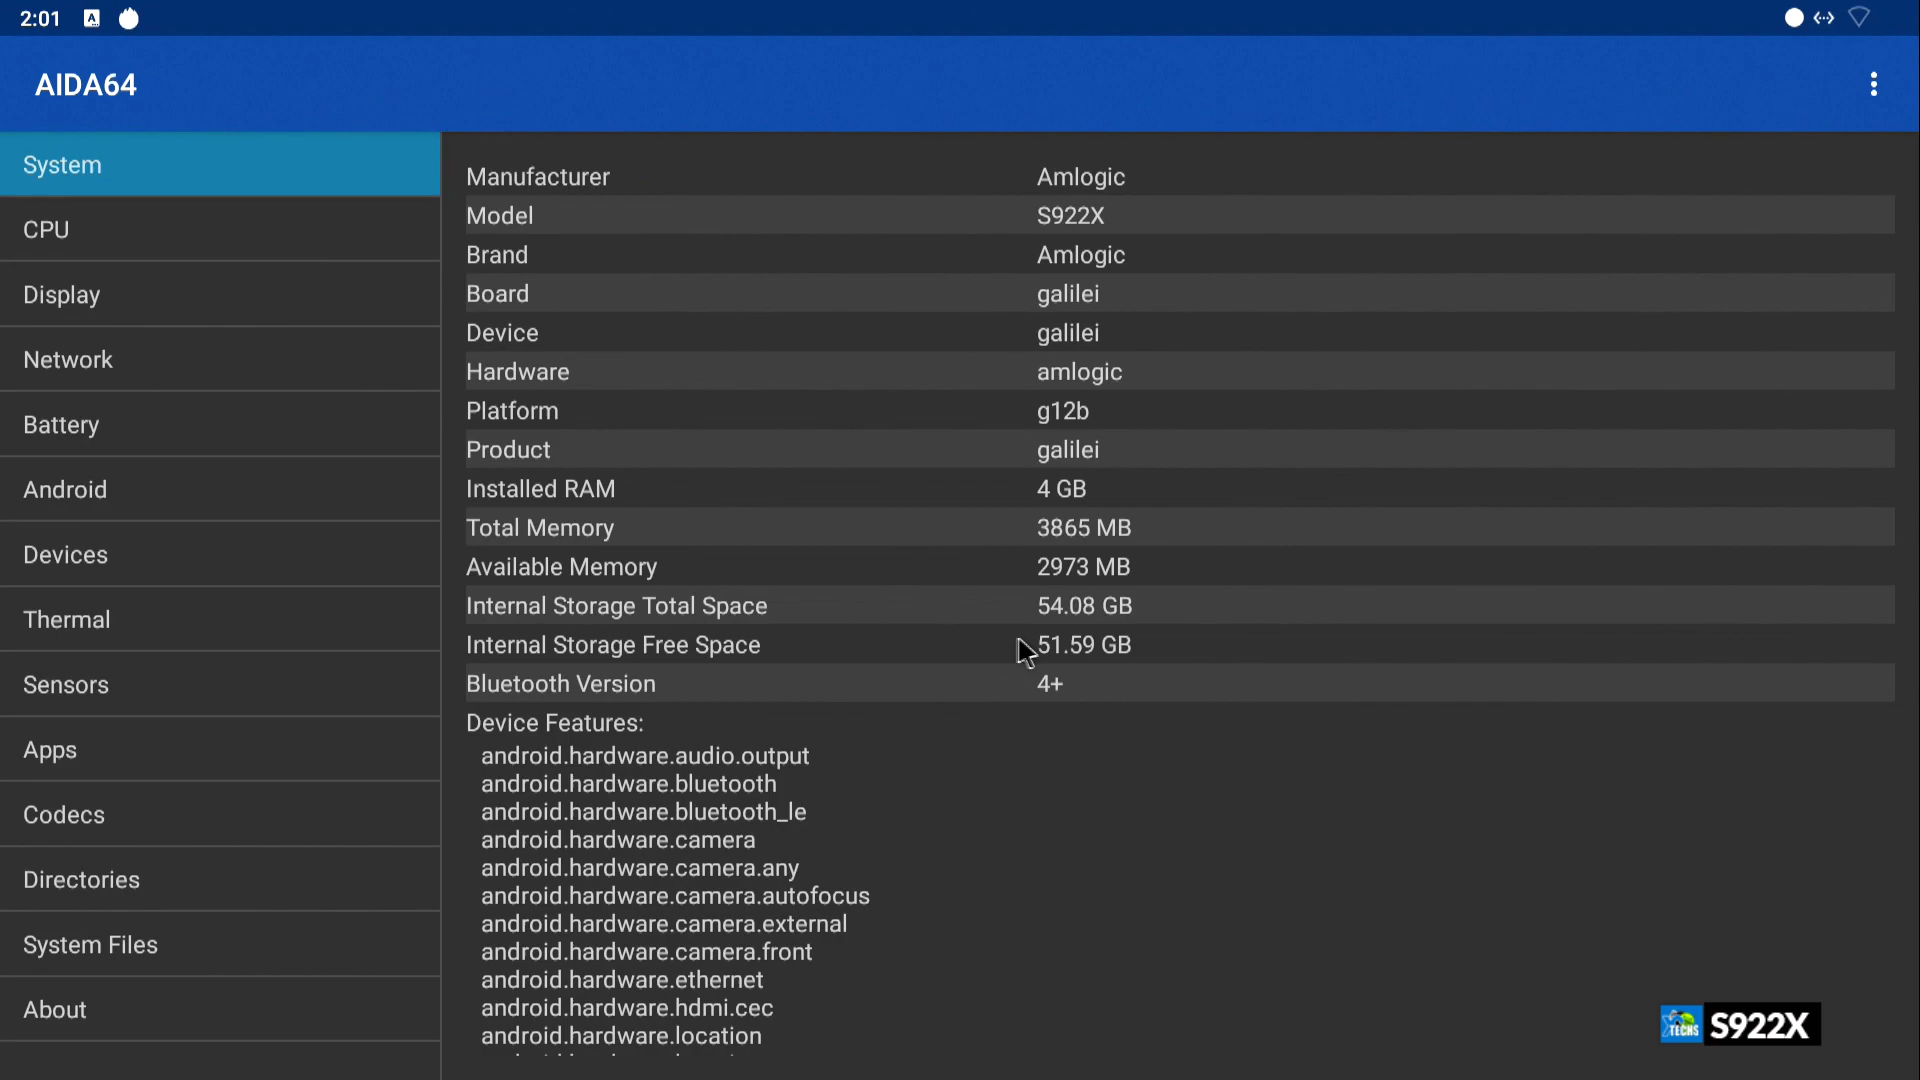 2:01
AIDA64
System
CPU
Display
Network
Battery
Android
Devices
Thermal
Sensors
Apps
Codecs
Directories
System Files
About
Manufacturer Amlogic
Model S922X
Brand Amlogic
Board galilei
Device galilei
Hardware amlogic
Platform g12b
Product galilei
Installed RAM 4 GB
Total Memory 3865 MB
Available Memory 2973 MB
Internal Storage Total Space 54.08 GB
Internal Storage Free Space 51.59 GB
Bluetooth Version 4+
Device Features:
android.hardware.audio.output
android.hardware.bluetooth
android.hardware.bluetooth_le
android.hardware.camera
android.hardware.camera.any
android.hardware.camera.autofocus
android.hardware.camera.external
android.hardware.camera.front
android.hardware.ethernet
android.hardware.hdmi.cec
android.hardware.location
TECHS S922X